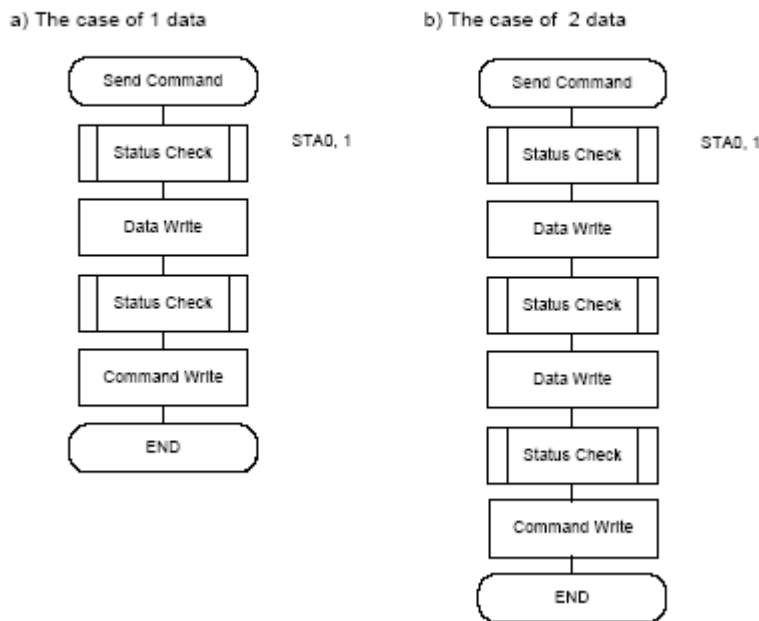 a) The case of 1 data
Send Command
Status Check
STA0, 1
Data Write
Status Check
Command Write
END
b) The case of 2 data
Send Command
Status Check
STA0, 1
Data Write
Status Check
Data Write
Status Check
Command Write
END